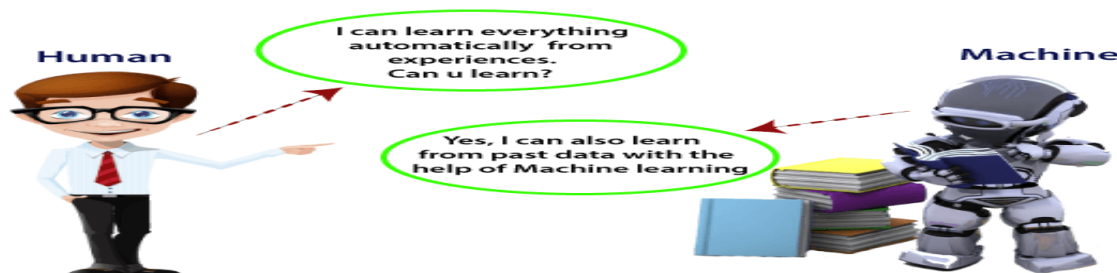 Human
I can learn everything
automatically from
experiences.
Can u learn?
Machine
Yes, I can also learn
from past data with the
help of Machine learning